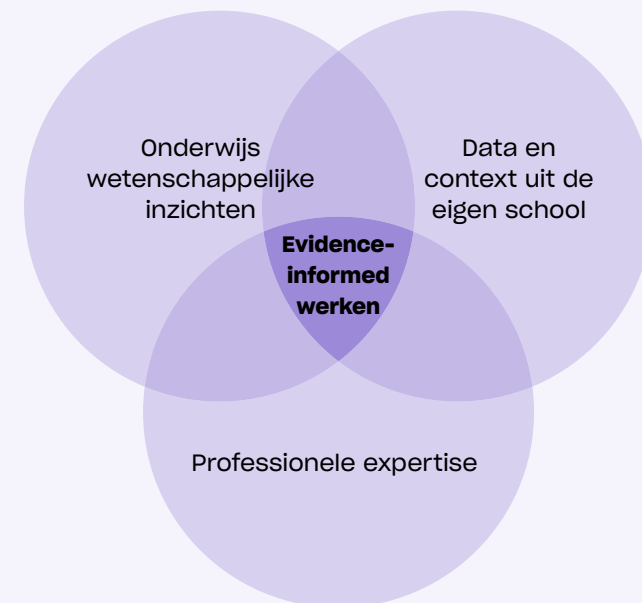 Onderwijs
wetenschappelijke
inzichten
Data en
context uit de
eigen school
Evidence-
informed
werken
Professionele expertise